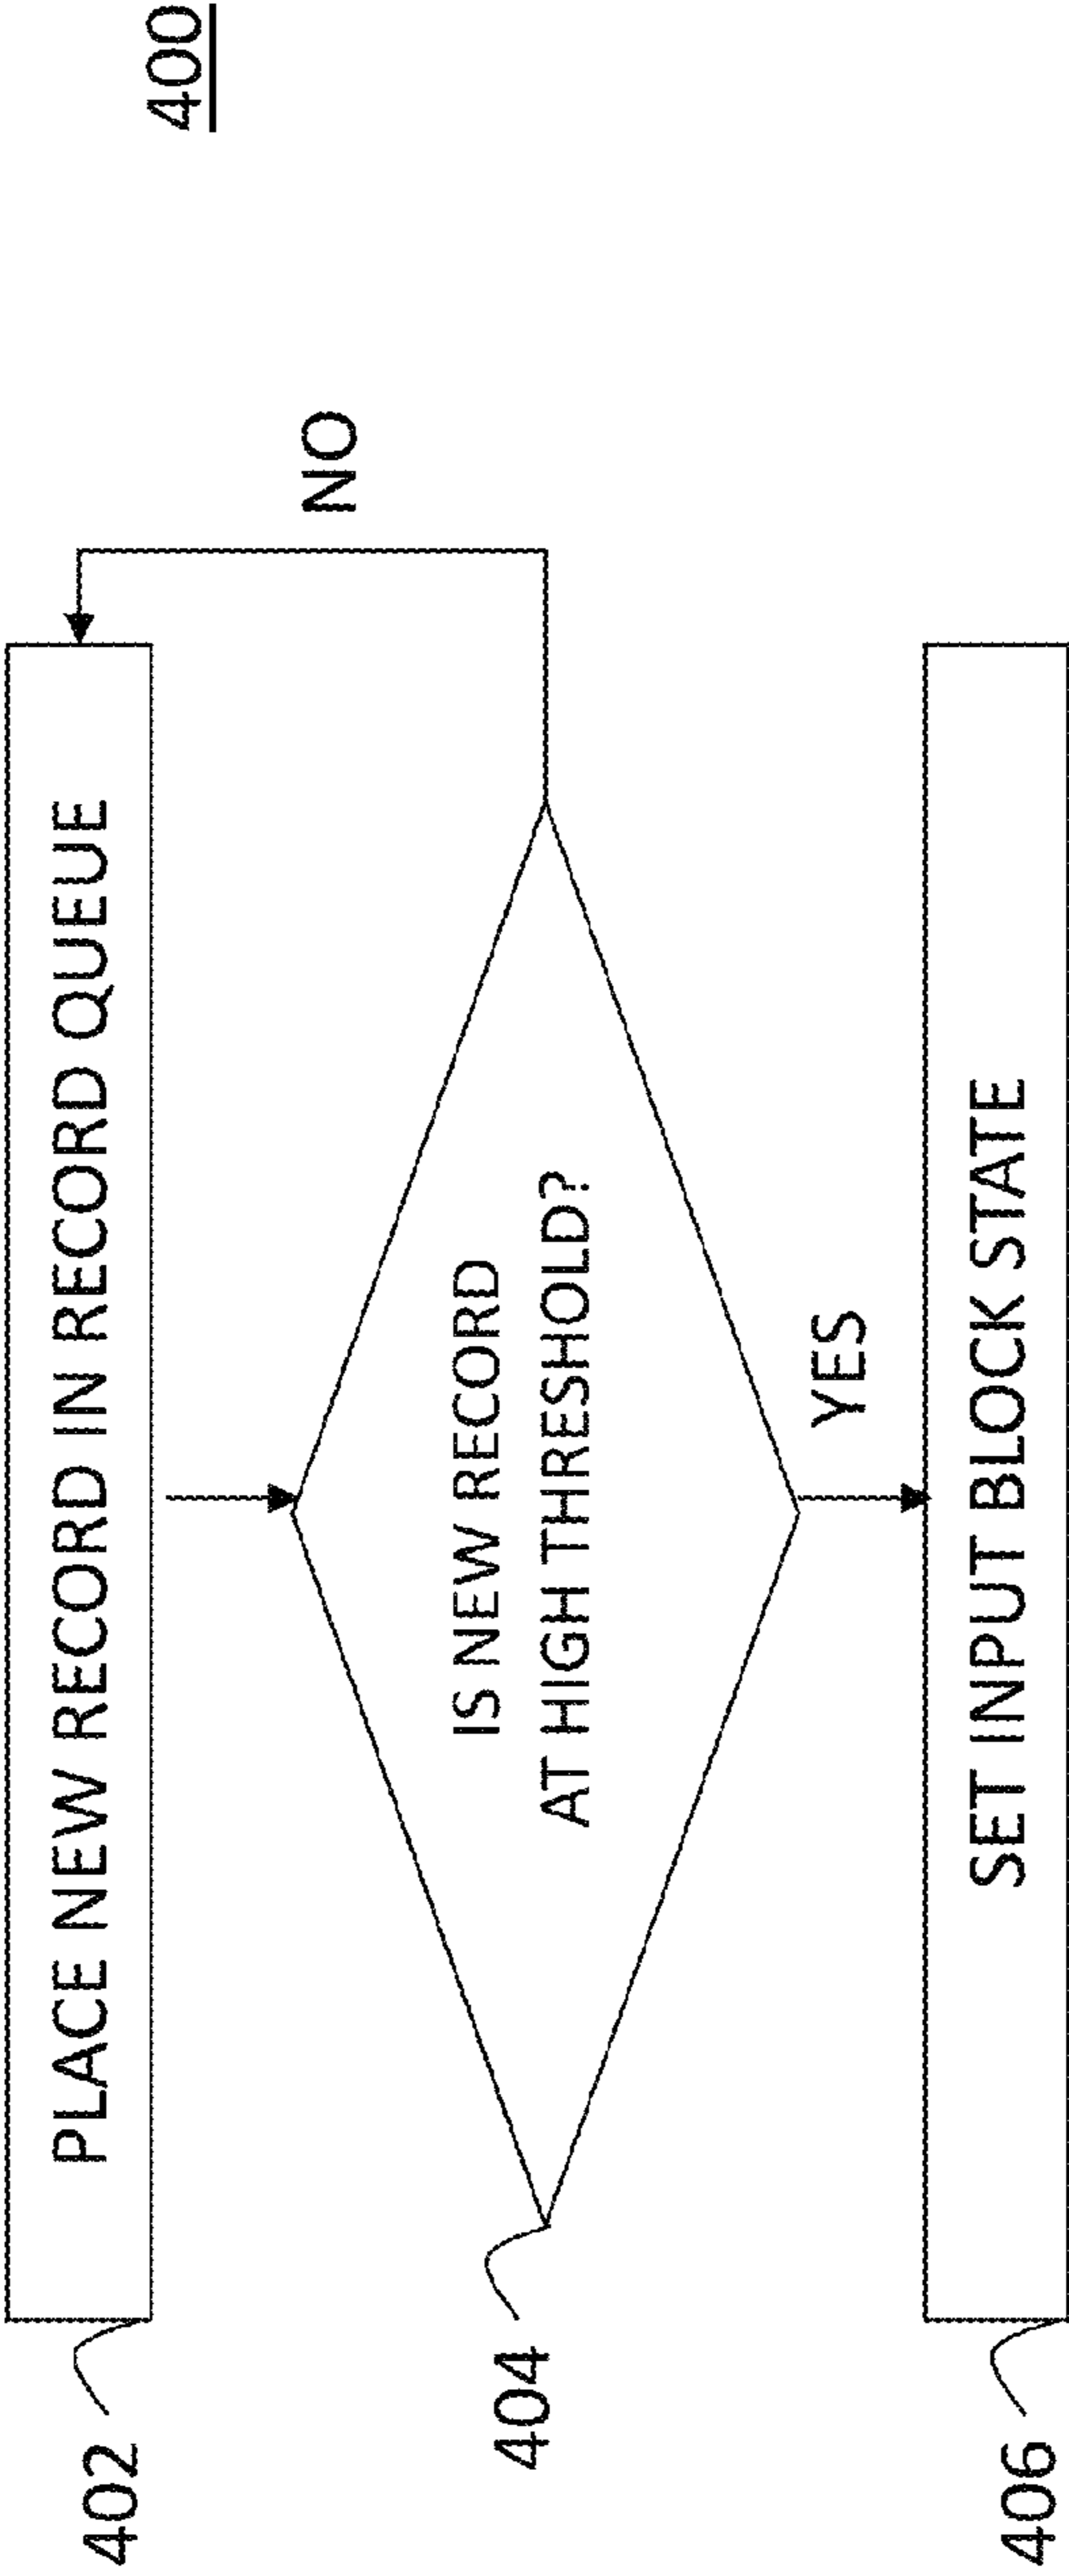 400
402
PLACE NEW RECORD IN RECORD QUEUE
NO
404
IS NEW RECORD
AT HIGH THRESHOLD?
YES
406
SET INPUT BLOCK STATE